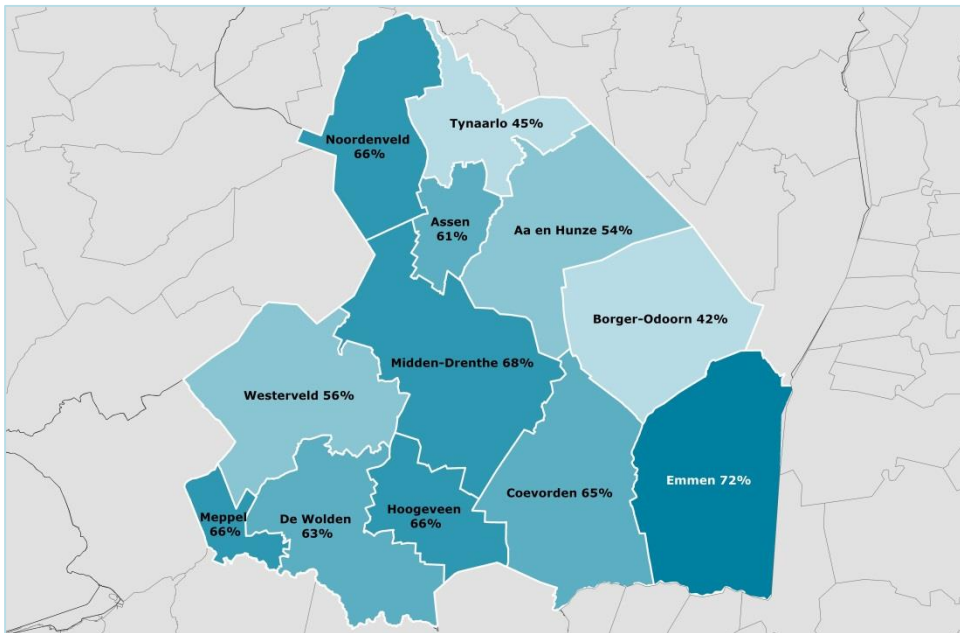 Noordenveld
66%
Tynaarlo 45%
Assen
61%
Aa en Hunze 54%
Borger-Odoorn 42%
Midden-Drenthe 68%
Westerveld 56%
Emmen 72%
Coevorden 65%
Meppel
66%
De Wolden
63%
Hoogeveen
66%